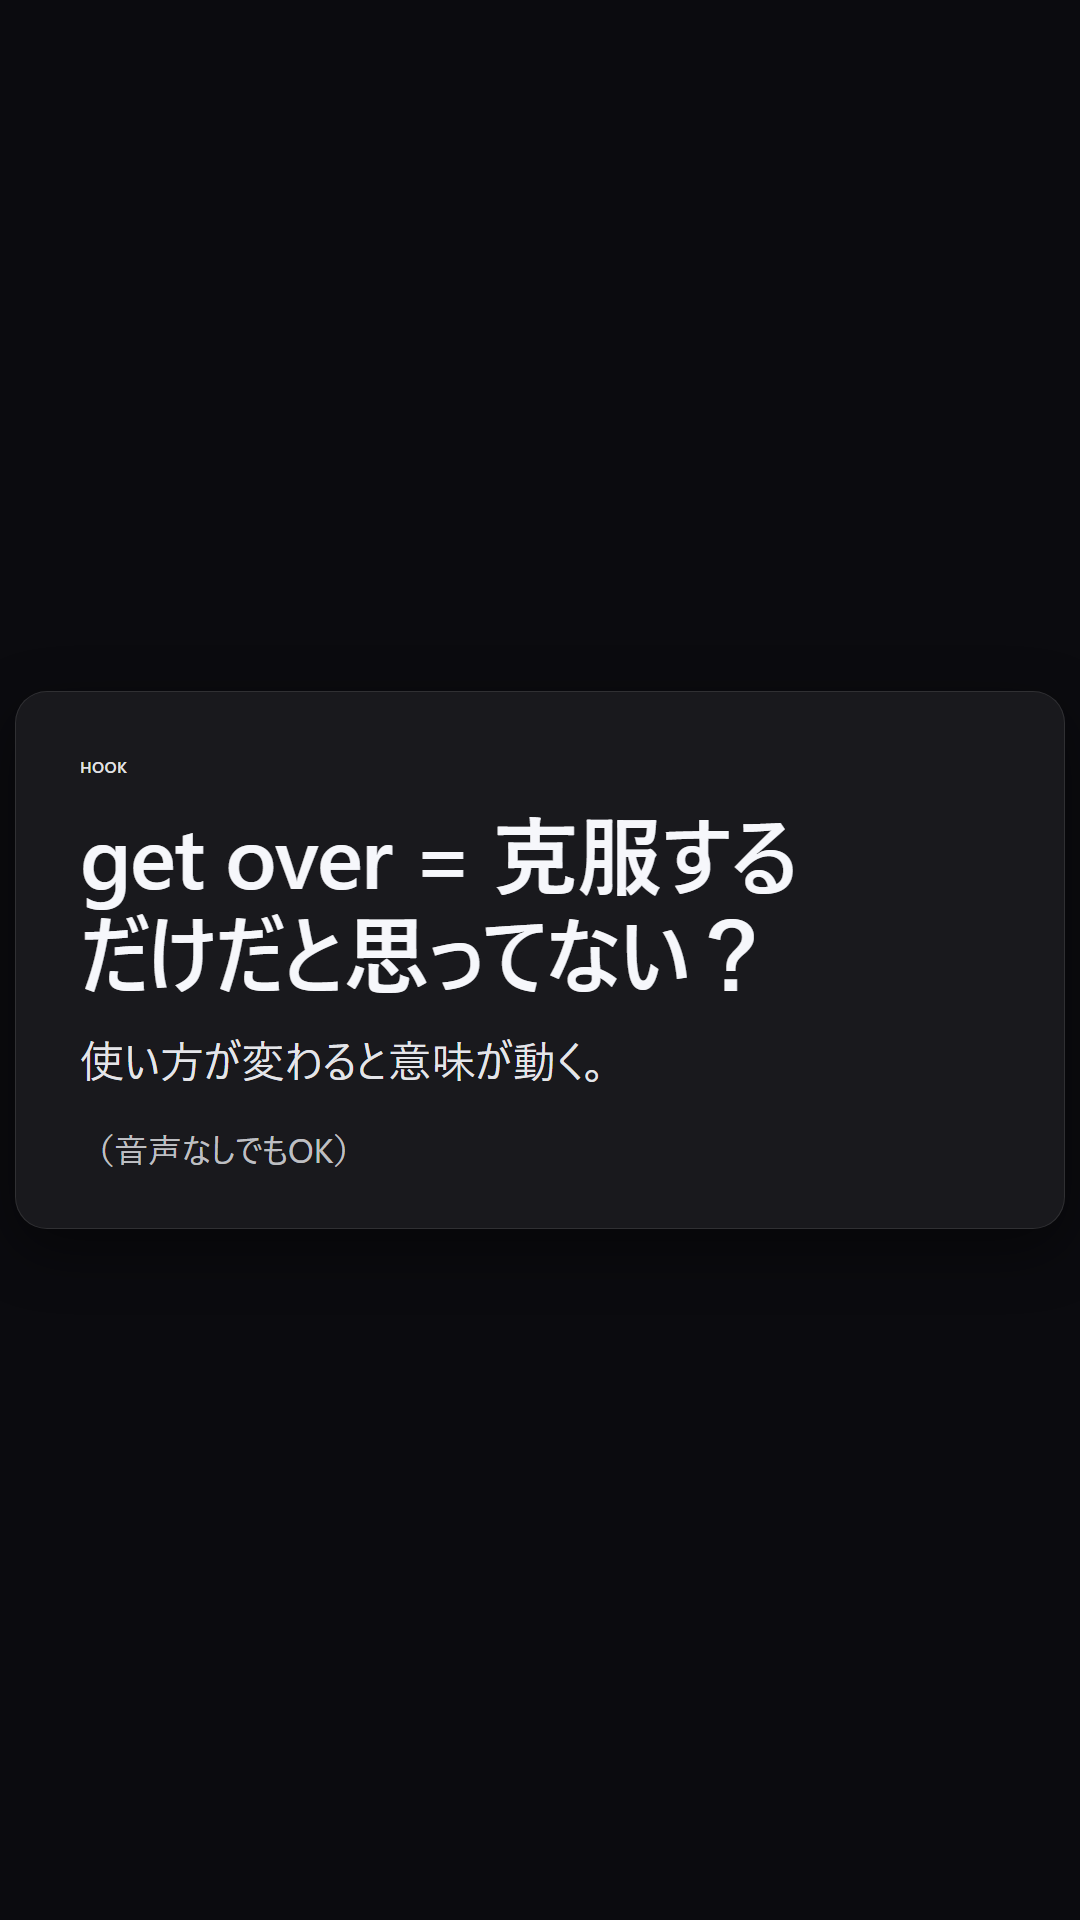 HOOK
get over = 克服する
だけだと思ってない？
使い方が変わると意味が動く。
（音声なしでもOK）